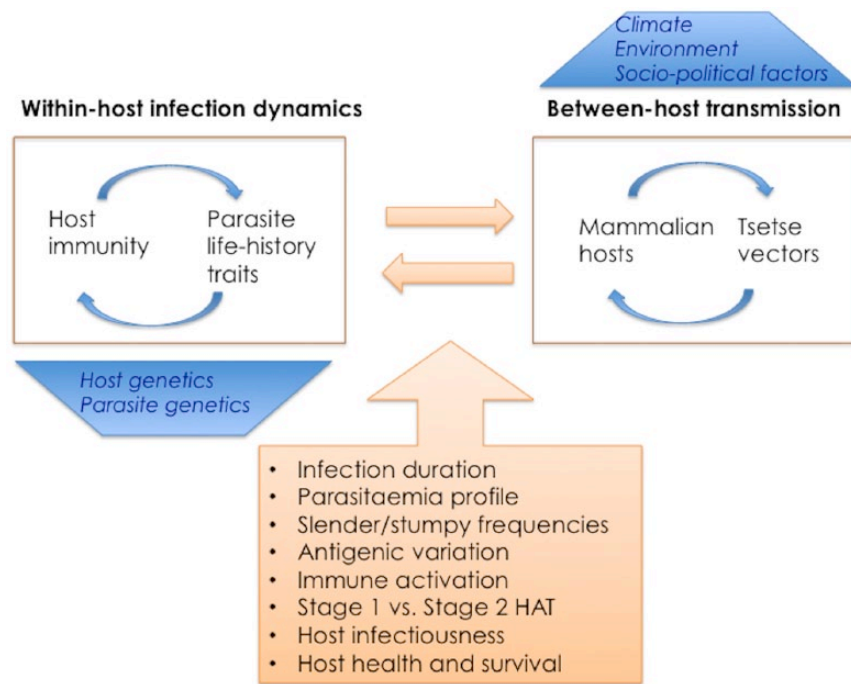 Climate
Environment
Socio-political factors
Within-host infection dynamics
Between-host transmission
Host
immunity
Parasite
life-history
traits
Mammalian
hosts
Tsetse
vectors
Host genetics
Parasite genetics
• Infection duration
• Parasitaemia profile
• Slender/stumpy frequencies
• Antigenic variation
• Immune activation
• Stage 1 vs. Stage 2 HAT
• Host infectiousness
• Host health and survival